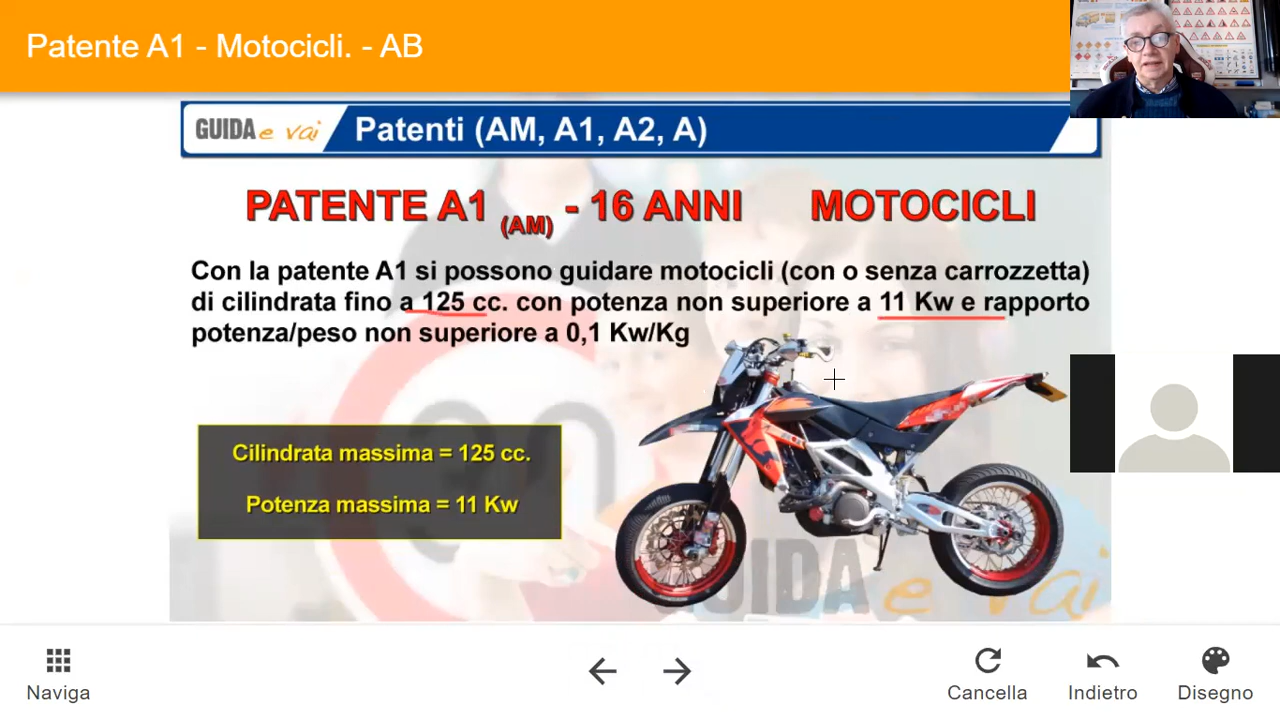 Patente A1 - Motocicli. - AB
GUIDA e vai
Patenti (AM, A1, A2, A)
PATENTE A1 (AM) - 16 ANNI MOTOCICLI
Con la patente A1 si possono guidare motocicli (con o senza carrozzetta)
di cilindrata fino a 125 cc. con potenza non superiore a 11 Kw e rapporto
potenza/peso non superiore a 0,1 Kw/Kg
Cilindrata massima = 125 cc.
Potenza massima = 11 Kw
GUIDA e vai
Naviga
Cancella
Indietro
Disegno